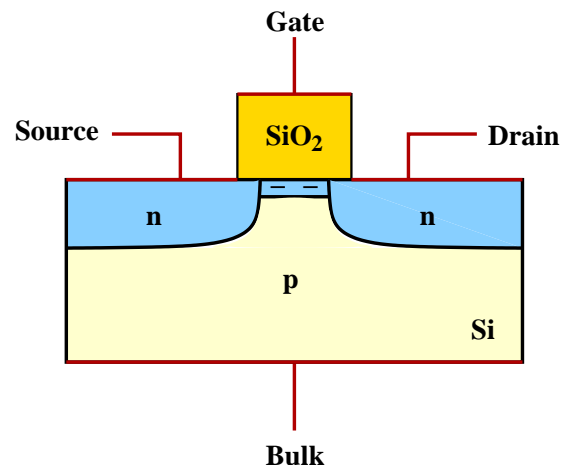 Gate
Source
SiO₂
Drain
n
n
p
Si
Bulk